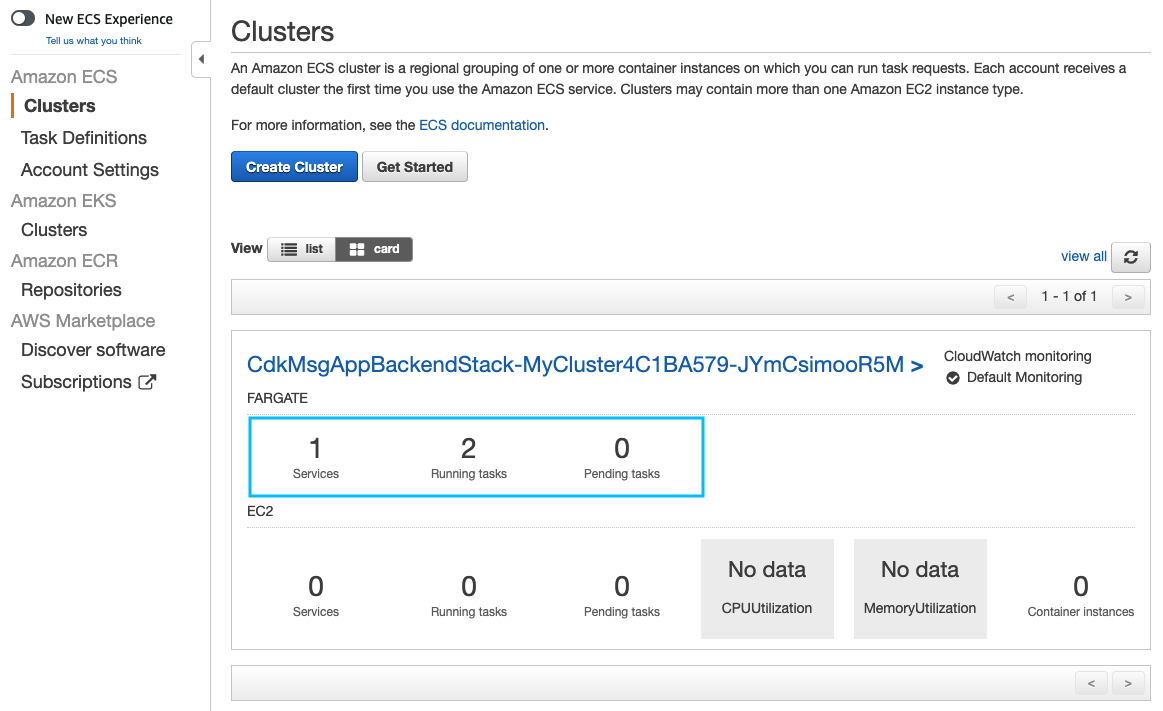 New ECS Experience
Tell us what you think
Amazon ECS
Clusters
Task Definitions
Account Settings
Amazon EKS
Clusters
Amazon ECR
Repositories
AWS Marketplace
Discover software
Subscriptions
Clusters
An Amazon ECS cluster is a regional grouping of one or more container instances on which you can run task requests. Each account receives a
default cluster the first time you use the Amazon ECS service. Clusters may contain more than one Amazon EC2 instance type.
For more information, see the ECS documentation.
Create Cluster Get Started
View list card
view all
< 1 - 1 of 1 >
CdkMsgAppBackendStack-MyCluster4C1BA579-JYmCsimooR5M >
CloudWatch monitoring
Default Monitoring
FARGATE
1 2 0
Services Running tasks Pending tasks
EC2
0 0 0 No data No data 0
Services Running tasks Pending tasks CPUUtilization MemoryUtilization Container instances
< >